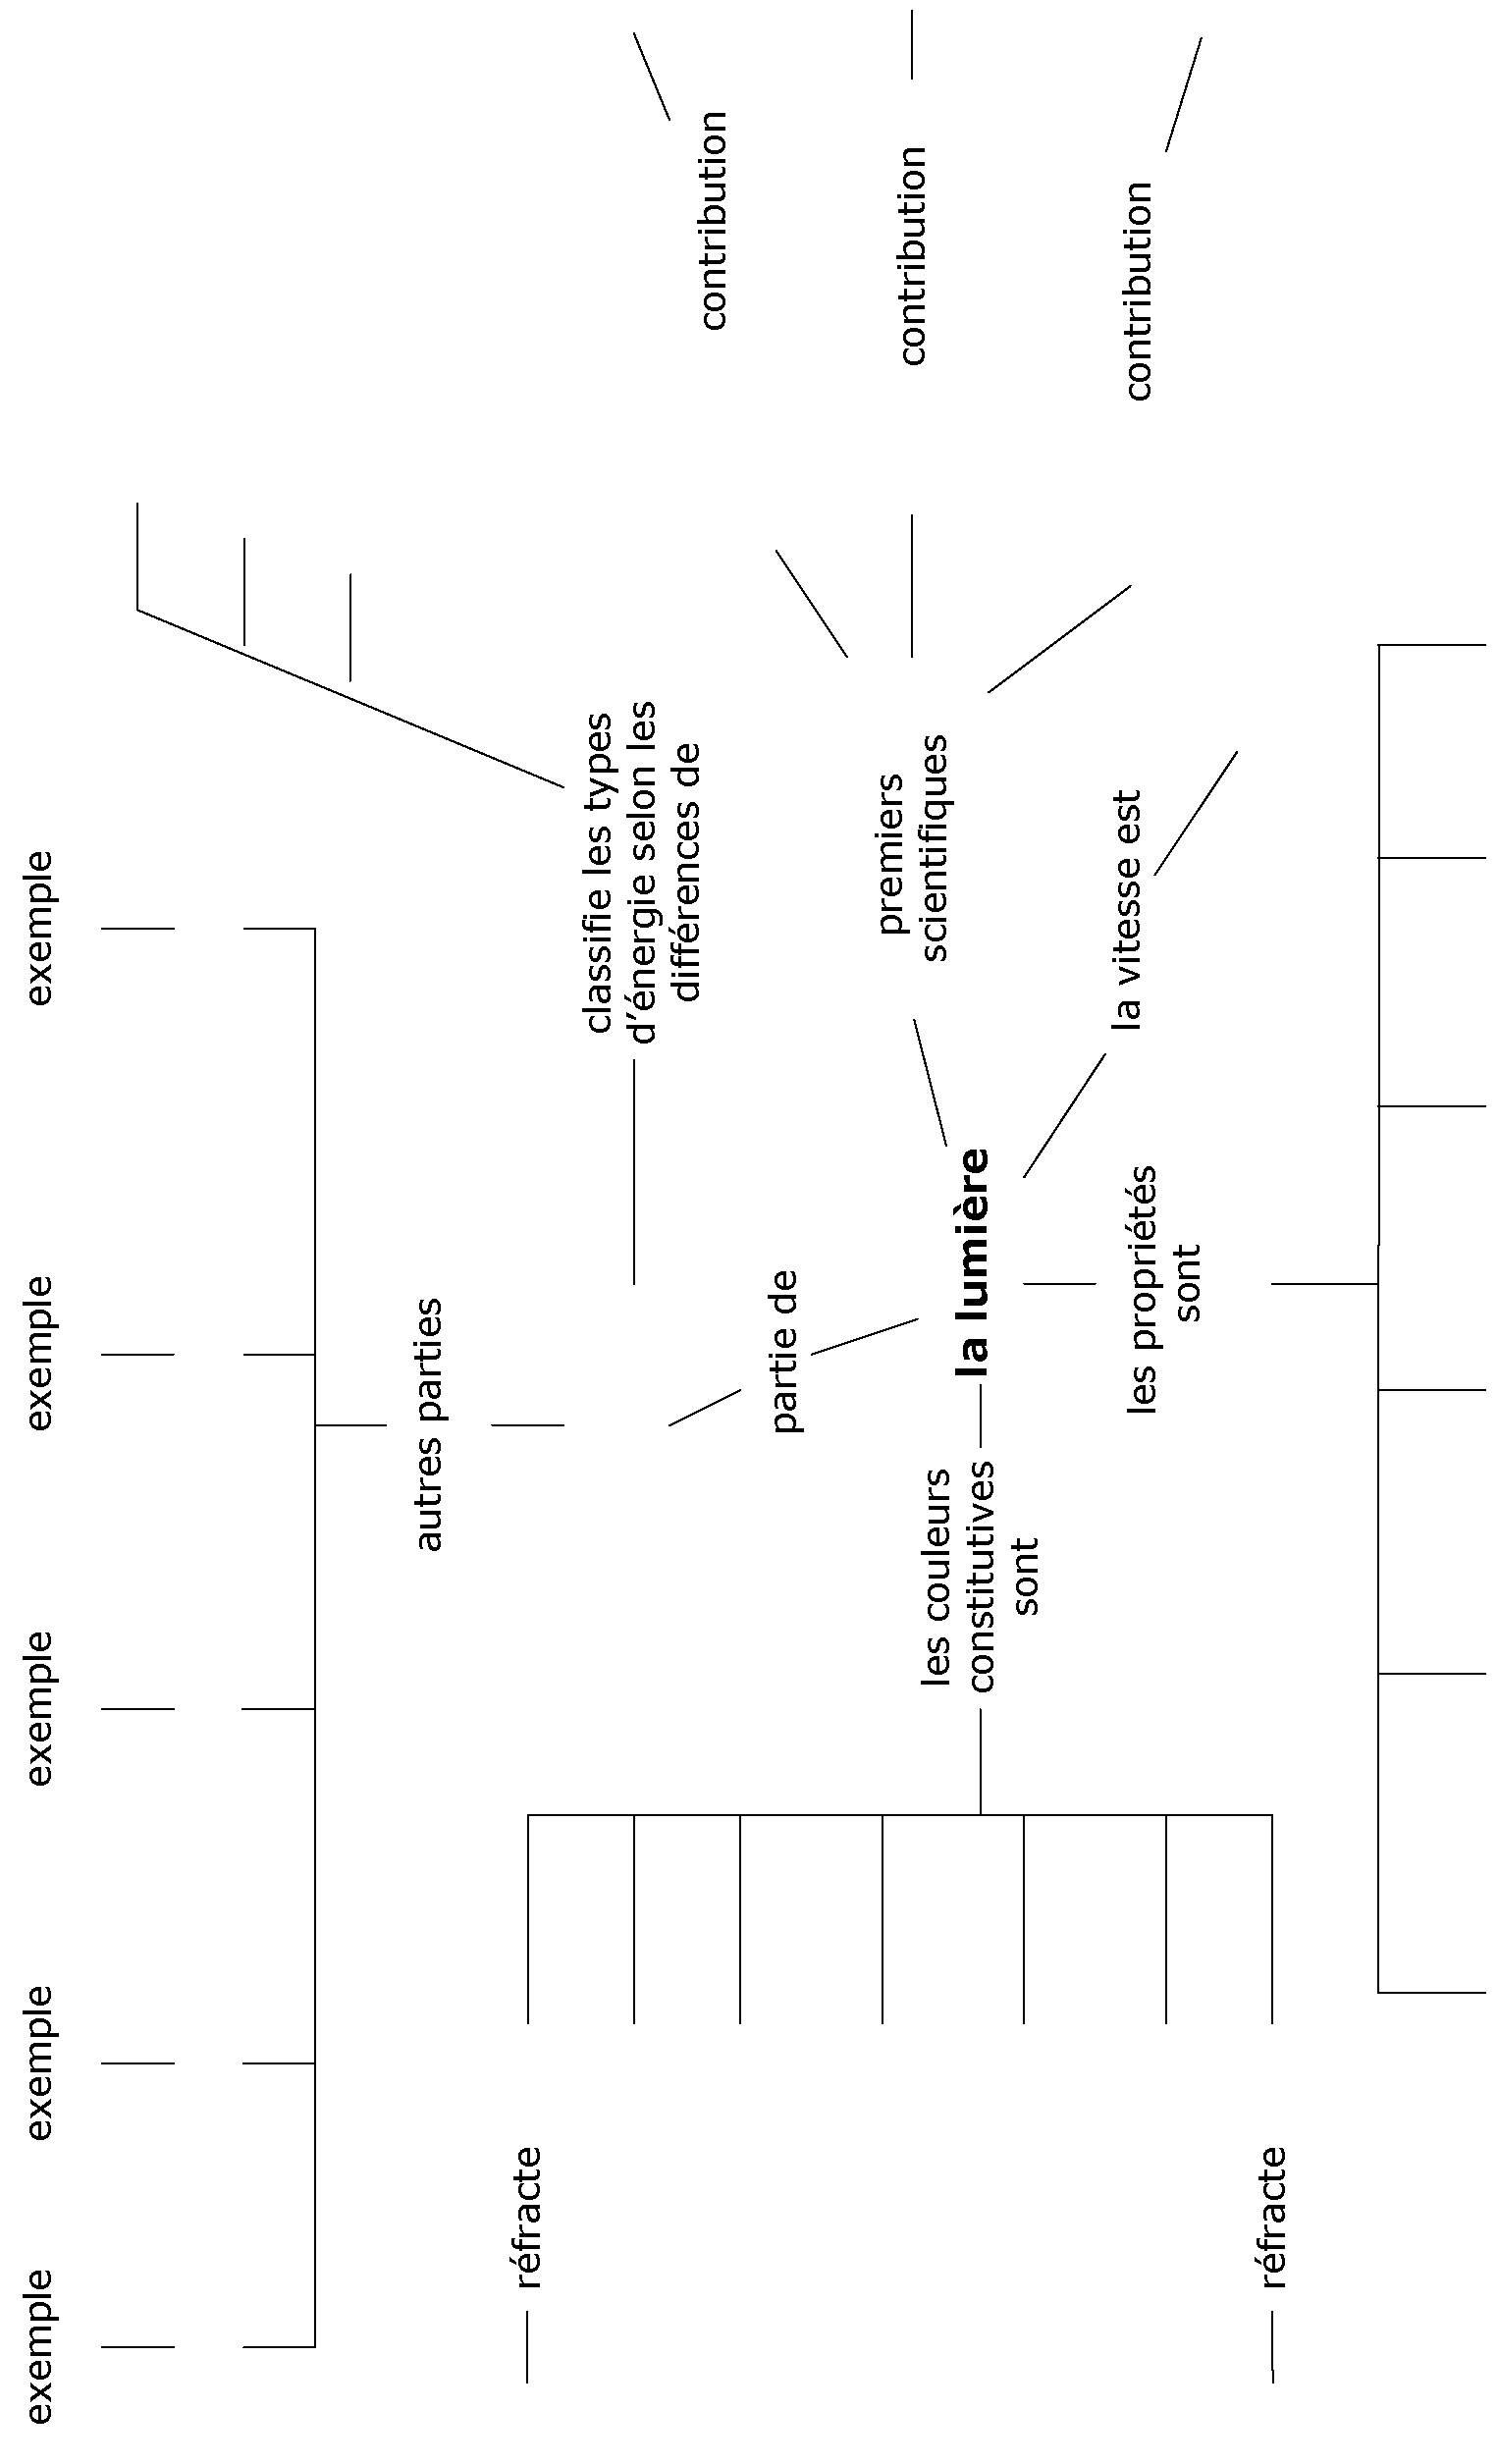 exemple
exemple
exemple
exemple
exemple
autres parties
réfracte
classifie les types
d'énergie selon les
différences de
contribution
partie de
premiers
scientifiques
contribution
les couleurs
constitutives
sont
la lumière
la vitesse est
contribution
les propriétés
sont
réfracte